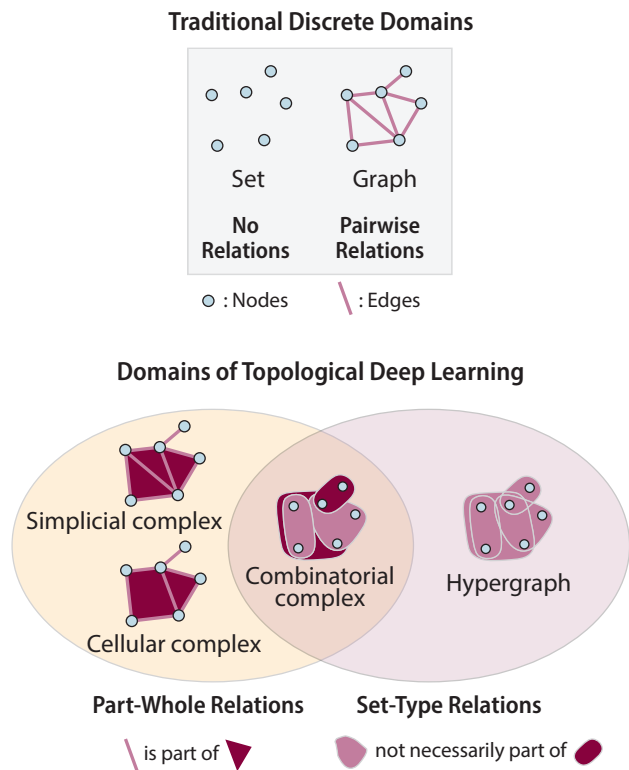 Traditional Discrete Domains
Set
Graph
No
Relations
Pairwise
Relations
: Nodes
: Edges
Domains of Topological Deep Learning
Simplicial complex
Cellular complex
Combinatorial
complex
Hypergraph
Part-Whole Relations
Set-Type Relations
is part of
not necessarily part of